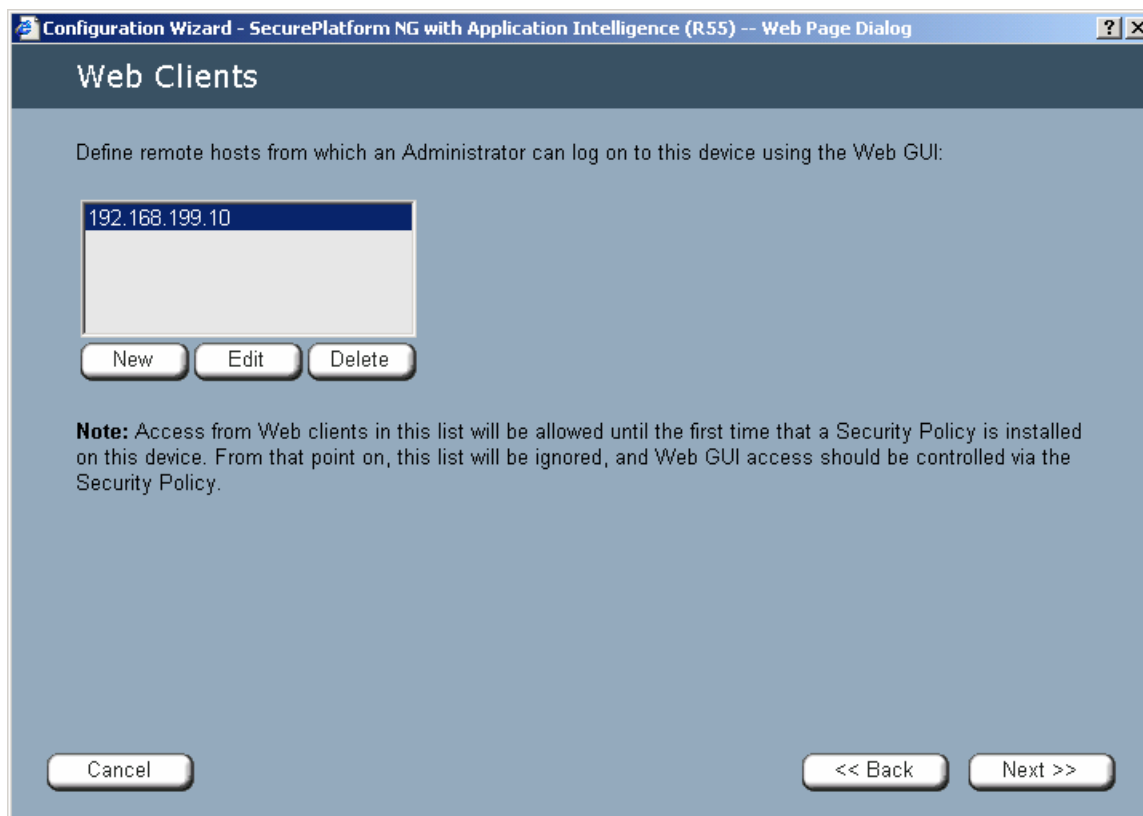 Configuration Wizard - SecurePlatform NG with Application Intelligence (R55) -- Web Page Dialog
? X
Web Clients
Define remote hosts from which an Administrator can log on to this device using the Web GUI:
192.168.199.10
New Edit Delete
Note: Access from Web clients in this list will be allowed until the first time that a Security Policy is installed
on this device. From that point on, this list will be ignored, and Web GUI access should be controlled via the
Security Policy.
Cancel << Back Next >>